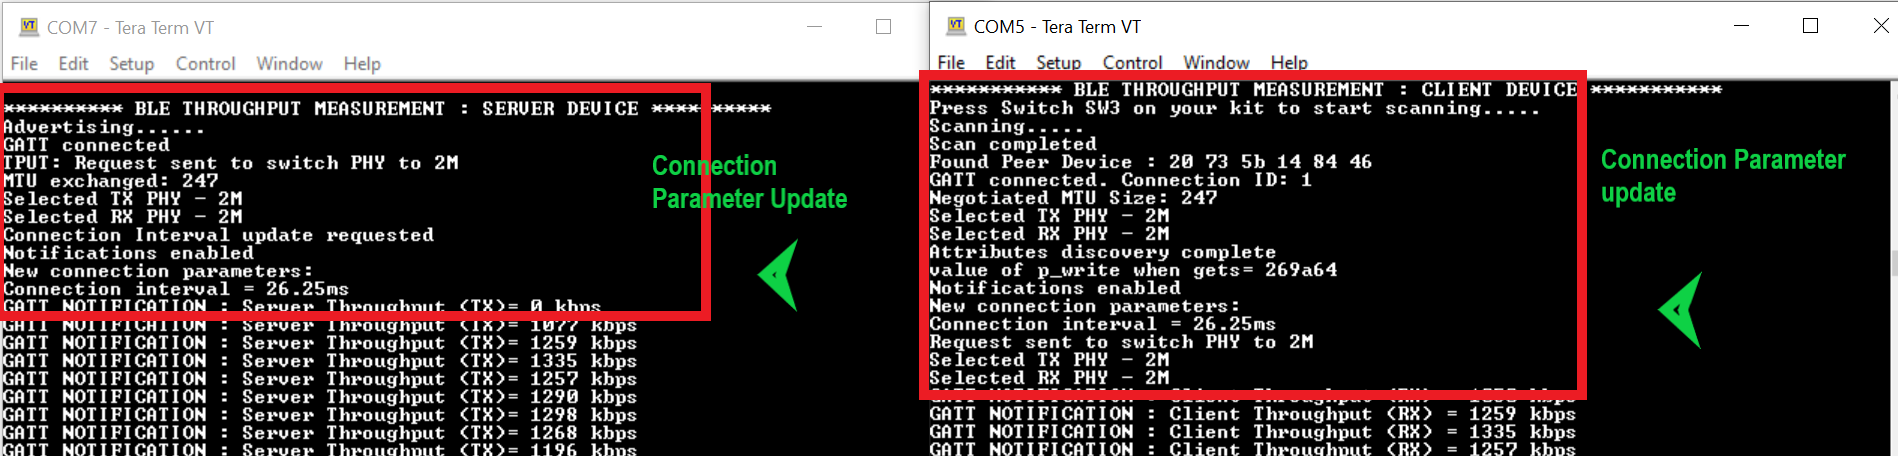 COM7 - Tera Term VT
File Edit Setup Control Window Help
********** BLE THROUGHPUT MEASUREMENT : SERVER DEVICE **********
Advertising......
GATT connected
TPUT: Request sent to switch PHY to 2M
MTU exchanged: 247
Selected TX PHY - 2M
Selected RX PHY - 2M
Connection Interval update requested
Notifications enabled
New connection parameters:
Connection interval = 26.25ms
GATT NOTIFICATION : Server Throughput (TX)= 0 kbps
GATT NOTIFICATION : Server Throughput (TX)= 1077 kbps
GATT NOTIFICATION : Server Throughput (TX)= 1259 kbps
GATT NOTIFICATION : Server Throughput (TX)= 1335 kbps
GATT NOTIFICATION : Server Throughput (TX)= 1257 kbps
GATT NOTIFICATION : Server Throughput (TX)= 1290 kbps
GATT NOTIFICATION : Server Throughput (TX)= 1298 kbps
GATT NOTIFICATION : Server Throughput (TX)= 1268 kbps
GATT NOTIFICATION : Server Throughput (TX)= 1196 kbps
Connection
Parameter Update
COM5 - Tera Term VT
File Edit Setup Control Window Help
*********** BLE THROUGHPUT MEASUREMENT : CLIENT DEVICE ***********
Press Switch SW3 on your kit to start scanning.....
Scanning.....
Scan completed
Found Peer Device : 20 73 5b 14 84 46
GATT connected. Connection ID: 1
Negotiated MTU Size: 247
Selected TX PHY - 2M
Selected RX PHY - 2M
Attributes discovery complete
value of p_write when gets= 269a64
Notifications enabled
New connection parameters:
Connection interval = 26.25ms
Request sent to switch PHY to 2M
Selected TX PHY - 2M
Selected RX PHY - 2M
GATT NOTIFICATION : Client Throughput (RX) = kbps
GATT NOTIFICATION : Client Throughput (RX) = 1259 kbps
GATT NOTIFICATION : Client Throughput (RX) = 1335 kbps
GATT NOTIFICATION : Client Throughput (RX) = 1257 kbps
Connection Parameter
update